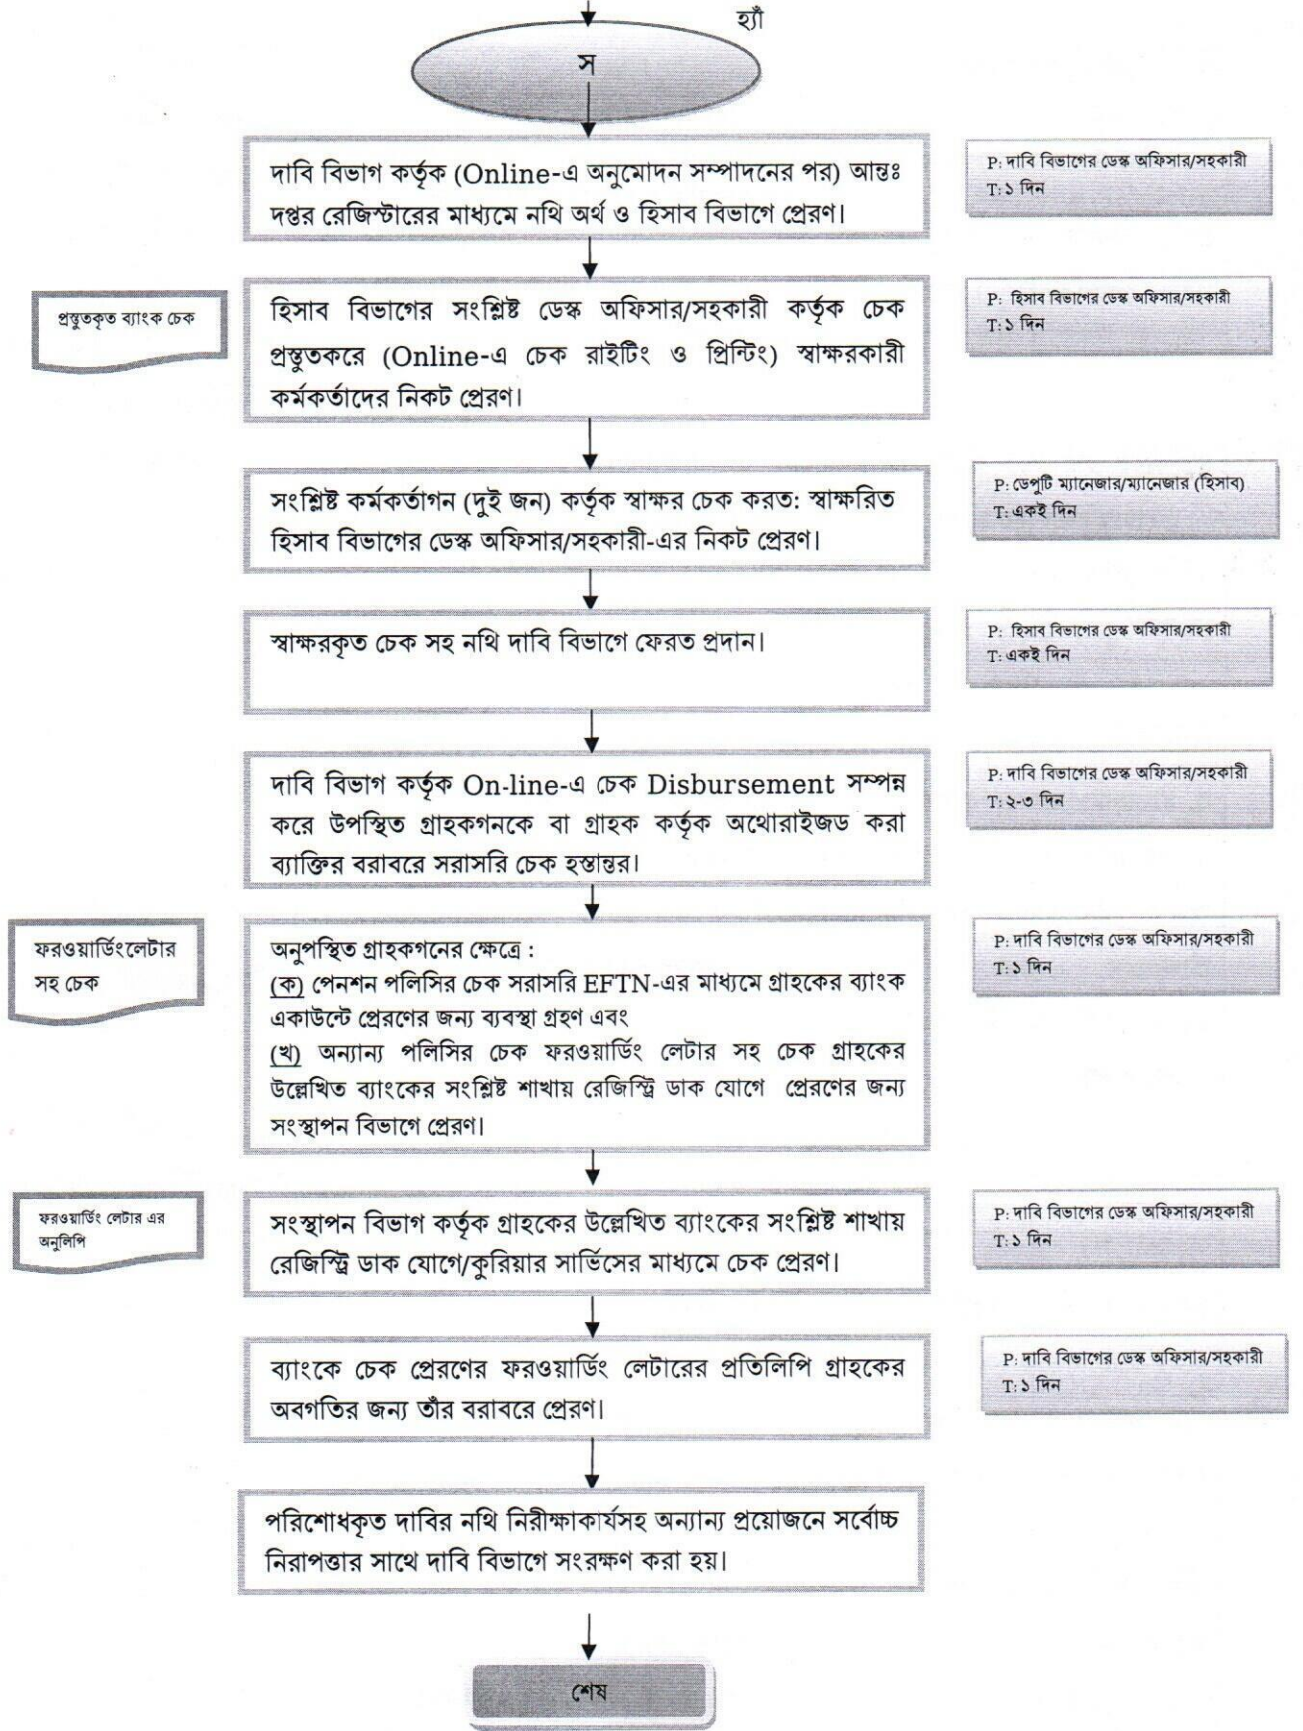 হ্যাঁ
স
দাবি বিভাগ কর্তৃক (Online-এ অনুমোদন সম্পাদনের পর) আন্তঃ
দপ্তর রেজিস্টারের মাধ্যমে নথি অর্থ ও হিসাব বিভাগে প্রেরণ।
P: দাবি বিভাগের ডেস্ক অফিসার/সহকারী
T: ১ দিন
প্রস্তুতকৃত ব্যাংক চেক
হিসাব বিভাগের সংশ্লিষ্ট ডেস্ক অফিসার/সহকারী কর্তৃক চেক
প্রস্তুতকরে (Online-এ চেক রাইটিং ও প্রিন্টিং) স্বাক্ষরকারী
কর্মকর্তাদের নিকট প্রেরণ।
P: হিসাব বিভাগের ডেস্ক অফিসার/সহকারী
T: ১ দিন
সংশ্লিষ্ট কর্মকর্তাগন (দুই জন) কর্তৃক স্বাক্ষর চেক করত: স্বাক্ষরিত
হিসাব বিভাগের ডেস্ক অফিসার/সহকারী-এর নিকট প্রেরণ।
P: ডেপুটি ম্যানেজার/ম্যানেজার (হিসাব)
T: একই দিন
স্বাক্ষরকৃত চেক সহ নথি দাবি বিভাগে ফেরত প্রদান।
P: হিসাব বিভাগের ডেস্ক অফিসার/সহকারী
T: একই দিন
দাবি বিভাগ কর্তৃক On-line-এ চেক Disbursement সম্পন্ন
করে উপস্থিত গ্রাহকগনকে বা গ্রাহক কর্তৃক অথোরাইজড করা
ব্যাক্তির বরাবরে সরাসরি চেক হস্তান্তর।
P: দাবি বিভাগের ডেস্ক অফিসার/সহকারী
T: ২-৩ দিন
ফরওয়ার্ডিংলেটার
সহ চেক
অনুপস্থিত গ্রাহকগনের ক্ষেত্রে :
(ক) পেনশন পলিসির চেক সরাসরি EFTN-এর মাধ্যমে গ্রাহকের ব্যাংক
একাউন্টে প্রেরণের জন্য ব্যবস্থা গ্রহণ এবং
(খ) অন্যান্য পলিসির চেক ফরওয়ার্ডিং লেটার সহ চেক গ্রাহকের
উল্লেখিত ব্যাংকের সংশ্লিষ্ট শাখায় রেজিস্ট্রি ডাক যোগে প্রেরণের জন্য
সংস্থাপন বিভাগে প্রেরণ।
P: দাবি বিভাগের ডেস্ক অফিসার/সহকারী
T: ১ দিন
ফরওয়ার্ডিং লেটার এর
অনুলিপি
সংস্থাপন বিভাগ কর্তৃক গ্রাহকের উল্লেখিত ব্যাংকের সংশ্লিষ্ট শাখায়
রেজিস্ট্রি ডাক যোগে/কুরিয়ার সার্ভিসের মাধ্যমে চেক প্রেরণ।
P: দাবি বিভাগের ডেস্ক অফিসার/সহকারী
T: ১ দিন
ব্যাংকে চেক প্রেরণের ফরওয়ার্ডিং লেটারের প্রতিলিপি গ্রাহকের
অবগতির জন্য তাঁর বরাবরে প্রেরণ।
P: দাবি বিভাগের ডেস্ক অফিসার/সহকারী
T: ১ দিন
পরিশোধকৃত দাবির নথি নিরীক্ষাকার্যসহ অন্যান্য প্রয়োজনে সর্বোচ্চ
নিরাপত্তার সাথে দাবি বিভাগে সংরক্ষণ করা হয়।
শেষ